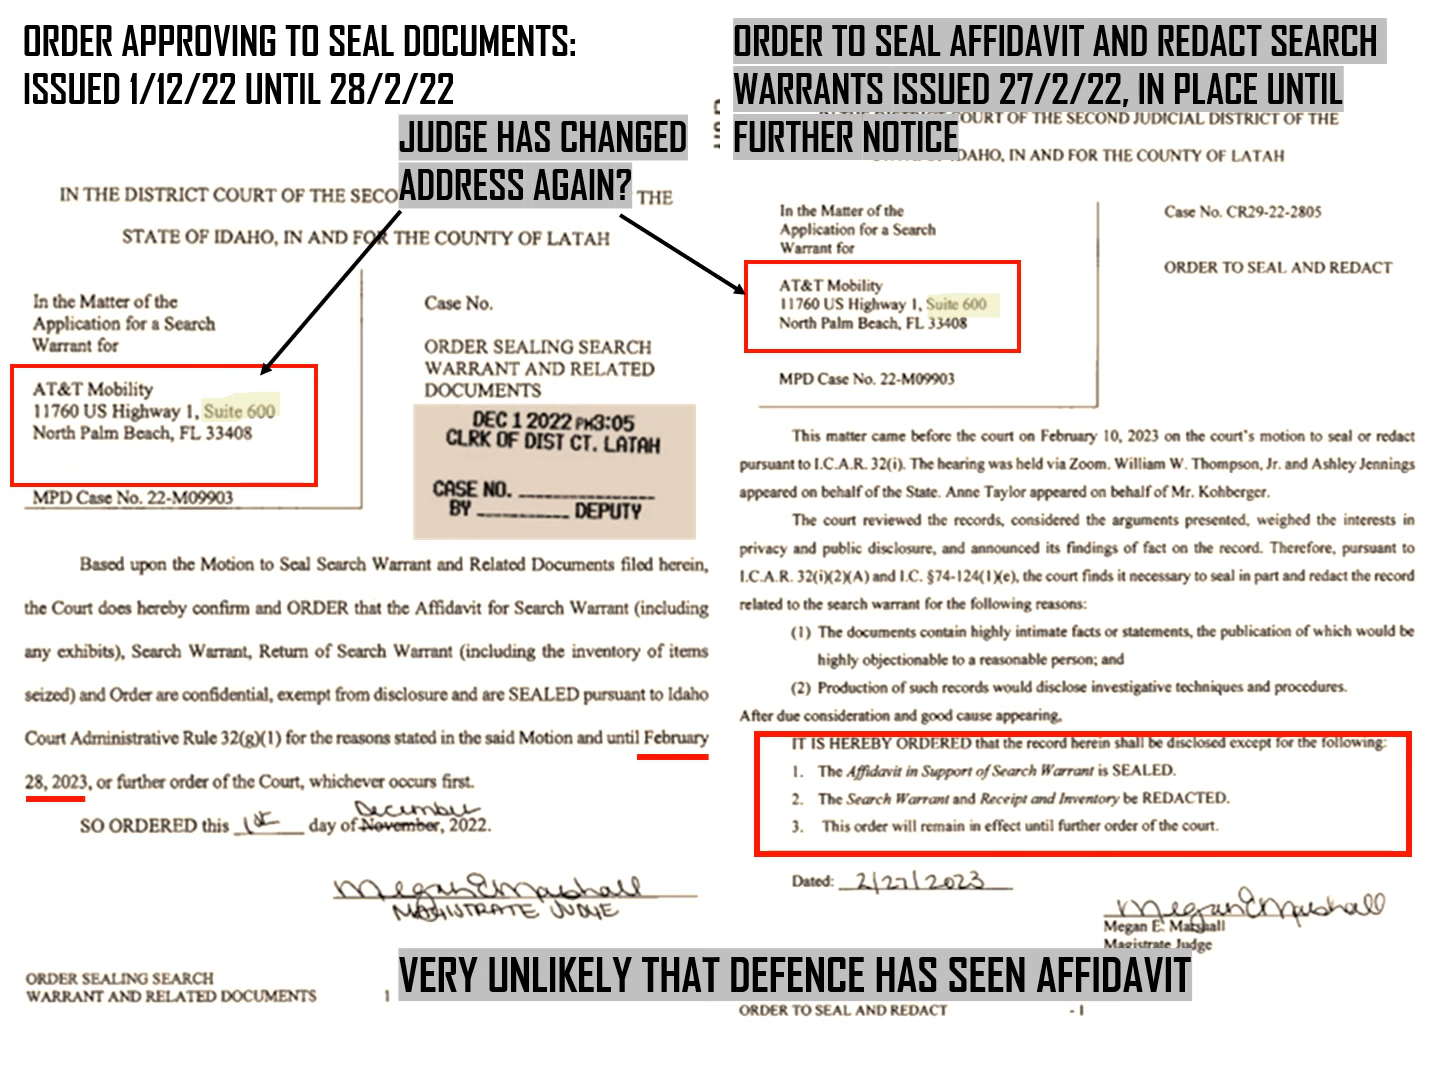 ORDER APPROVING TO SEAL DOCUMENTS:
ISSUED 1/12/22 UNTIL 28/2/22
JUDGE HAS CHANGED
ADDRESS AGAIN?
IN THE DISTRICT COURT OF THE SECO THE
STATE OF IDAHO, IN AND FOR THE COUNTY OF LATAH
In the Matter of the
Application for a Search
Warrant for
AT&T Mobility
11760 US Highway 1, Suite 600
North Palm Beach, FL 33408
MPD Case No. 22-M09903
Case No.
ORDER SEALING SEARCH
WARRANT AND RELATED
DOCUMENTS
DEC 1 2022 PM3:05
CLRK OF DIST CT. LATAH
CASE NO. ____________
BY ________ DEPUTY
Based upon the Motion to Seal Search Warrant and Related Documents filed herein,
the Court does hereby confirm and ORDER that the Affidavit for Search Warrant (including
any exhibits), Search Warrant, Return of Search Warrant (including the inventory of items
seized) and Order are confidential, exempt from disclosure and are SEALED pursuant to Idaho
Court Administrative Rule 32(g)(1) for the reasons stated in the said Motion and until February
28, 2023, or further order of the Court, whichever occurs first.
December
SO ORDERED this 1st day of November, 2022.
Megan E Marshall
MAGISTRATE JUDGE
ORDER SEALING SEARCH
WARRANT AND RELATED DOCUMENTS 1
ORDER TO SEAL AFFIDAVIT AND REDACT SEARCH
WARRANTS ISSUED 27/2/22, IN PLACE UNTIL
FURTHER NOTICE
IN THE DISTRICT COURT OF THE SECOND JUDICIAL DISTRICT OF THE
IDAHO, IN AND FOR THE COUNTY OF LATAH
In the Matter of the
Application for a Search
Warrant for
AT&T Mobility
11760 US Highway 1, Suite 600
North Palm Beach, FL 33408
MPD Case No. 22-M09903
Case No. CR29-22-2805
ORDER TO SEAL AND REDACT
This matter came before the court on February 10, 2023 on the court's motion to seal or redact
pursuant to I.C.A.R. 32(i). The hearing was held via Zoom. William W. Thompson, Jr. and Ashley Jennings
appeared on behalf of the State. Anne Taylor appeared on behalf of Mr. Kohberger.
The court reviewed the records, considered the arguments presented, weighed the interests in
privacy and public disclosure, and announced its findings of fact on the record. Therefore, pursuant to
I.C.A.R. 32(i)(2)(A) and I.C. §74-124(1)(e), the court finds it necessary to seal in part and redact the record
related to the search warrant for the following reasons:
(1) The documents contain highly intimate facts or statements, the publication of which would be
highly objectionable to a reasonable person; and
(2) Production of such records would disclose investigative techniques and procedures.
After due consideration and good cause appearing,
IT IS HEREBY ORDERED that the record herein shall be disclosed except for the following:
1. The Affidavit in Support of Search Warrant is SEALED.
2. The Search Warrant and Receipt and Inventory be REDACTED.
3. This order will remain in effect until further order of the court.
Dated: 2/27/2023
Megan E Marshall
Megan E. Marshall
Magistrate Judge
VERY UNLIKELY THAT DEFENCE HAS SEEN AFFIDAVIT
ORDER TO SEAL AND REDACT - 1